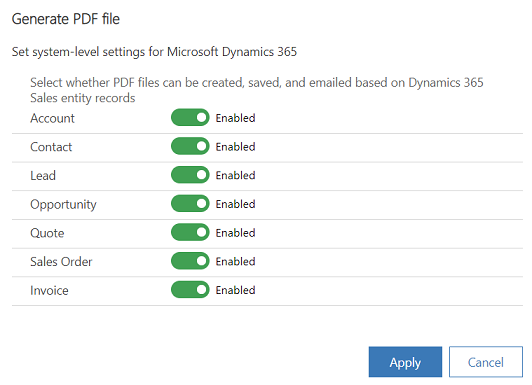 Generate PDF file
Set system-level settings for Microsoft Dynamics 365
Select whether PDF files can be created, saved, and emailed based on Dynamics 365
Sales entity records
Account Enabled
Contact Enabled
Lead Enabled
Opportunity Enabled
Quote Enabled
Sales Order Enabled
Invoice Enabled
Apply Cancel